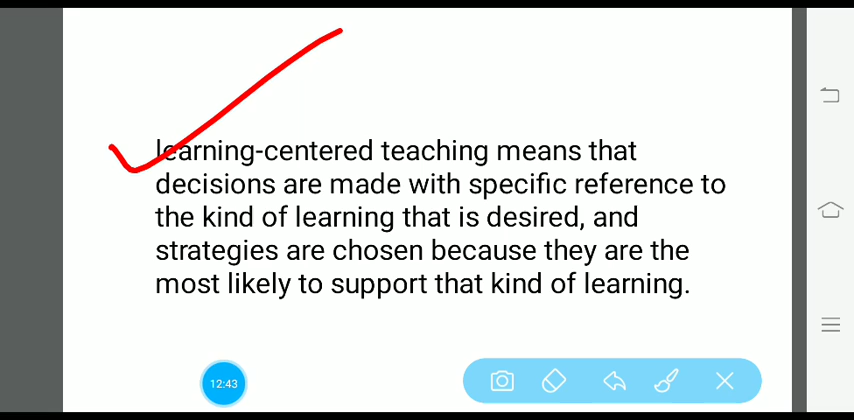 learning-centered teaching means that
decisions are made with specific reference to
the kind of learning that is desired, and
strategies are chosen because they are the
most likely to support that kind of learning.
12:43